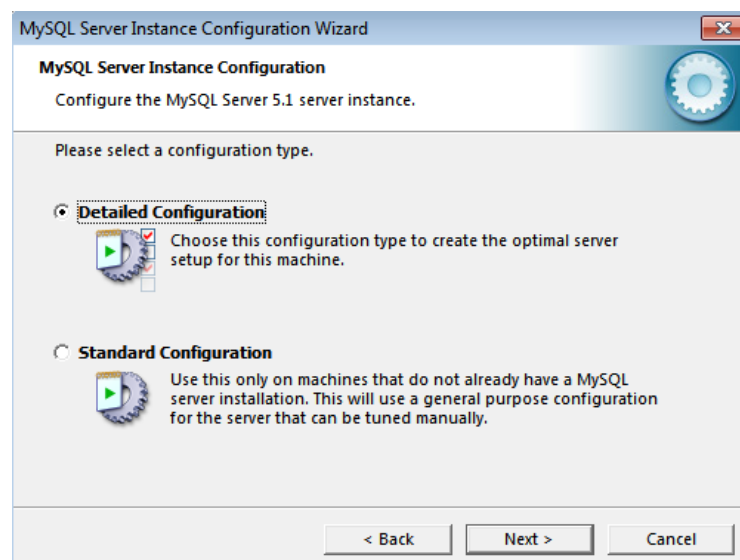 MySQL Server Instance Configuration Wizard
MySQL Server Instance Configuration
Configure the MySQL Server 5.1 server instance.
Please select a configuration type.
Detailed Configuration
Choose this configuration type to create the optimal server
setup for this machine.
Standard Configuration
Use this only on machines that do not already have a MySQL
server installation. This will use a general purpose configuration
for the server that can be tuned manually.
< Back Next > Cancel